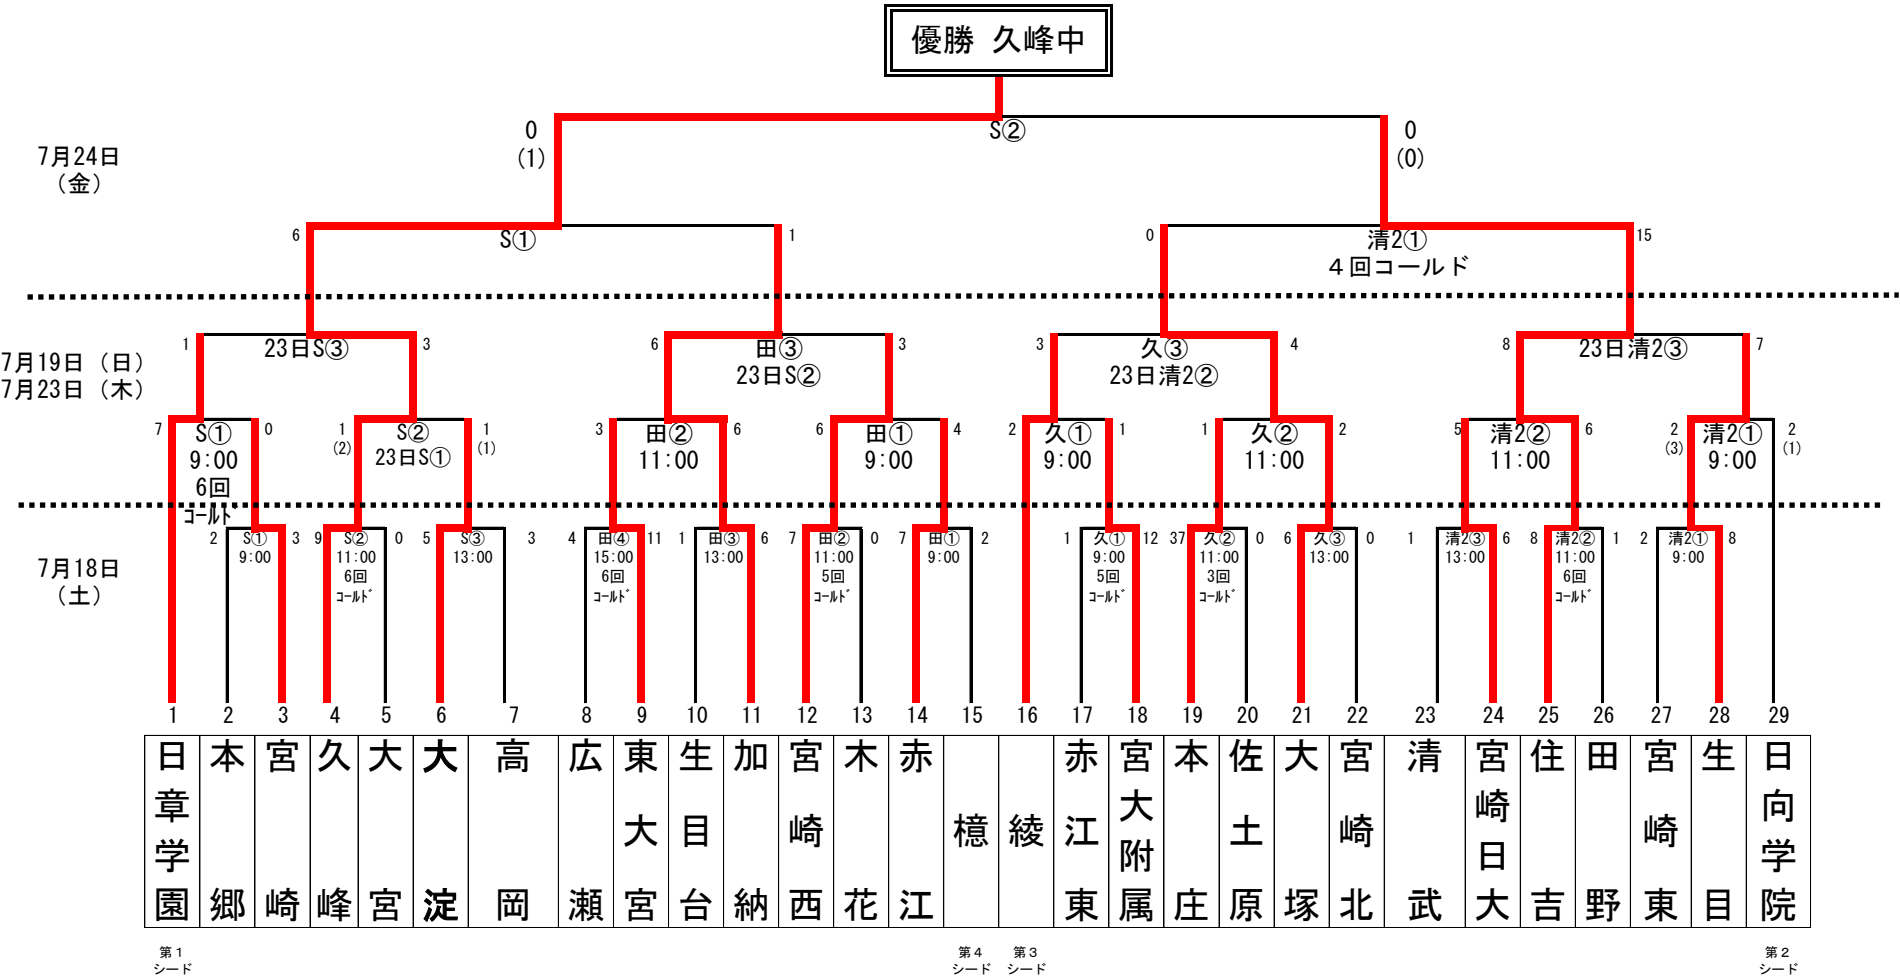 優勝 久峰中
0 S② 0
(1) (0)
7月24日
(金)
6 S① 1 0 清2① 15
４回コールド
1 23日S③ 3 6 田③ 3 3 久③ 4 8 23日清2③ 7
7月19日（日）
7月23日（木）
23日S② 23日清2②
7 S① 0 1 S② 1 3 田② 6 6 田① 4 2 久① 1 1 久② 2 5 清2② 6 2 清2① 2
(2) (1) (3) (1)
9:00 23日S① 11:00 9:00 9:00 11:00 11:00 9:00
6回
ｺｰﾙﾄﾞ
2 S① 3 9 S② 0 5 S③ 3 4 田④ 11 1 田③ 6 7 田② 0 7 田① 2 1 久① 12 37 久② 0 6 久③ 0 1 清2③ 6 8 清2② 1 2 清2① 8
9:00 11:00 13:00 15:00 13:00 11:00 9:00 9:00 11:00 13:00 13:00 11:00 9:00
6回 6回 5回 5回 3回 6回
ｺｰﾙﾄﾞ ｺｰﾙﾄﾞ ｺｰﾙﾄﾞ ｺｰﾙﾄﾞ ｺｰﾙﾄﾞ ｺｰﾙﾄﾞ
7月18日
(土)
1 2 3 4 5 6 7 8 9 10 11 12 13 14 15 16 17 18 19 20 21 22 23 24 25 26 27 28 29
日章学園
本郷
宮崎
久峰
大宮
大淀
高岡
広瀬
東大宮
生目台
加納
宮崎西
木花
赤江
檍
綾
赤江東
宮大附属
本庄
佐土原
大塚
宮崎北
清武
宮崎日大
住吉
田野
宮崎東
生目
日向学院
第１ 第４ 第３ 第２
シード シード シード シード